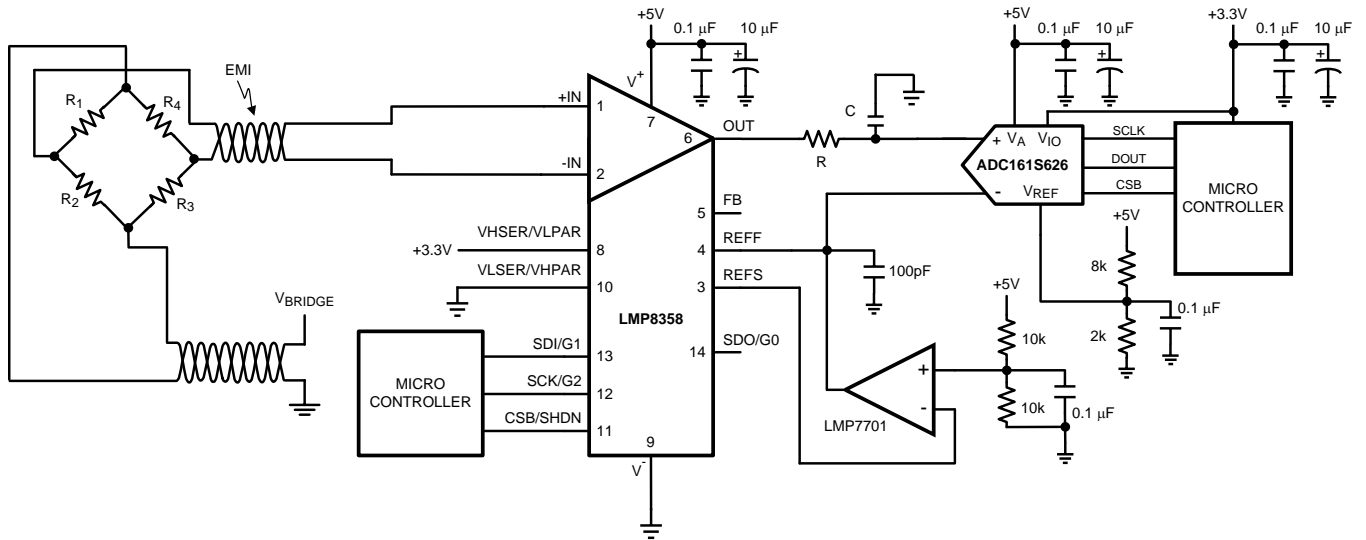 +5V
0.1 µF
10 µF
+5V
0.1 µF
10 µF
+3.3V
0.1 µF
10 µF
EMI
R1
R4
R2
R3
+IN
1
-IN
2
V+
7
6
OUT
R
C
+
-
VA
VIO
ADC161S626
VREF
SCLK
DOUT
CSB
MICRO
CONTROLLER
5
FB
VHSER/VLPAR
+3.3V
8
4
REFF
100pF
VLSER/VHPAR
10
3
REFS
LMP8358
+5V
8k
2k
0.1 µF
VBRIDGE
MICRO
CONTROLLER
SDI/G1
13
SCK/G2
12
CSB/SHDN
11
14
SDO/G0
9
V-
+5V
10k
10k
0.1 µF
+
-
LMP7701
+
+
+